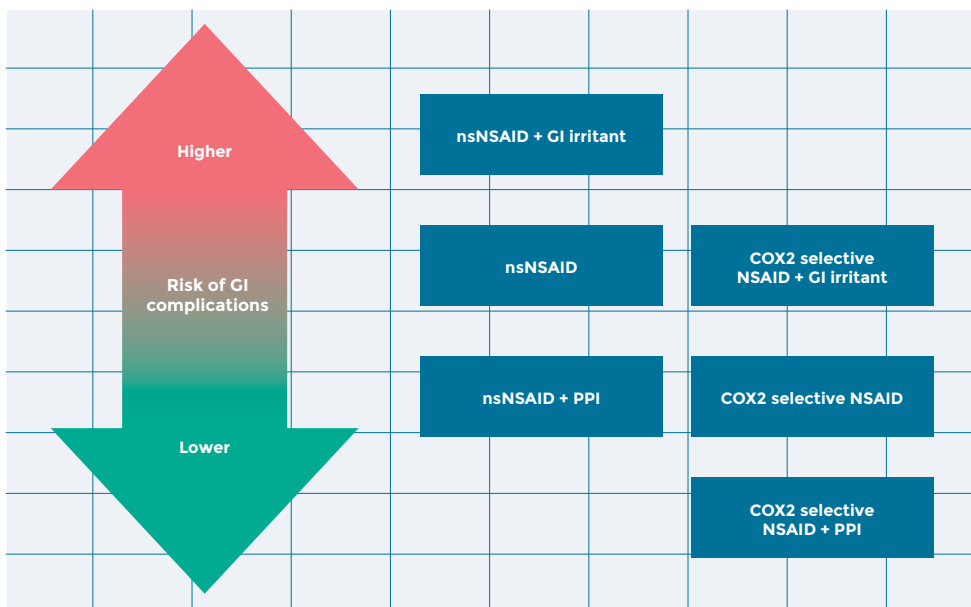 Higher
Risk of GI
complications
Lower
nsNSAID + GI irritant
nsNSAID
COX2 selective
NSAID + GI irritant
nsNSAID + PPI
COX2 selective NSAID
COX2 selective
NSAID + PPI